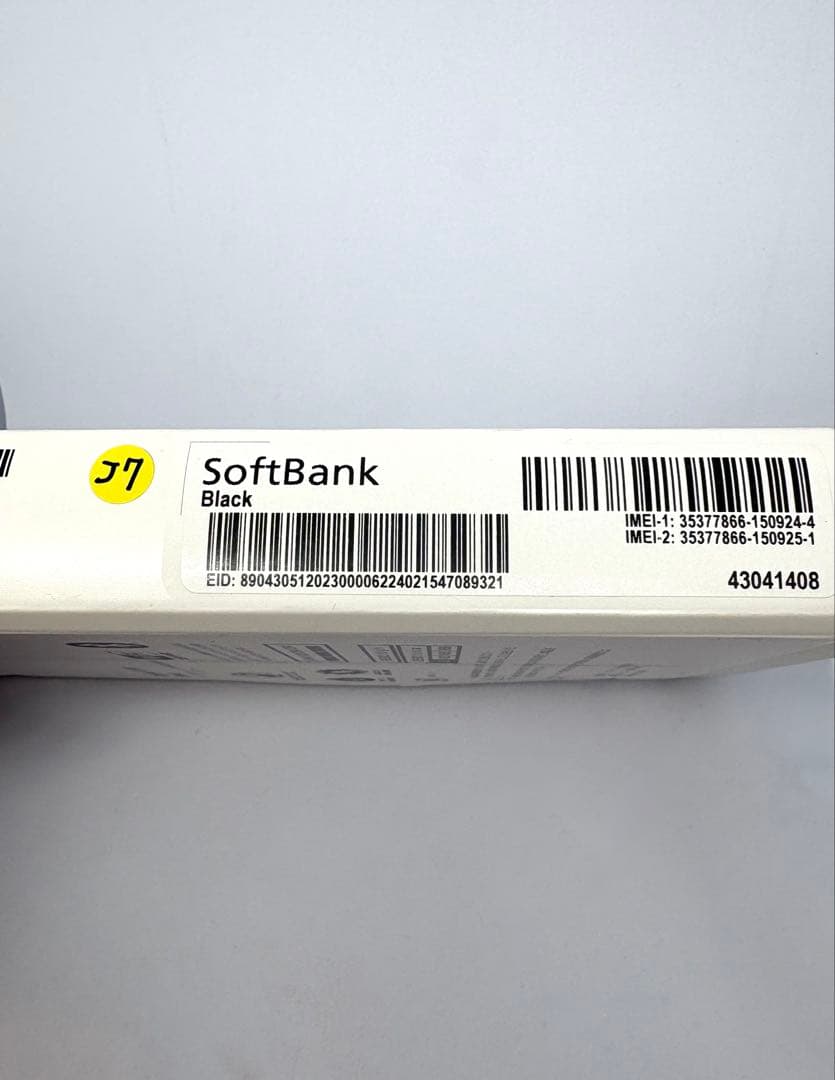 J7
SoftBank
Black
EID: 89043051202300006224021547089321
IMEI-1: 35377866-150924-4
IMEI-2: 35377866-150925-1
43041408